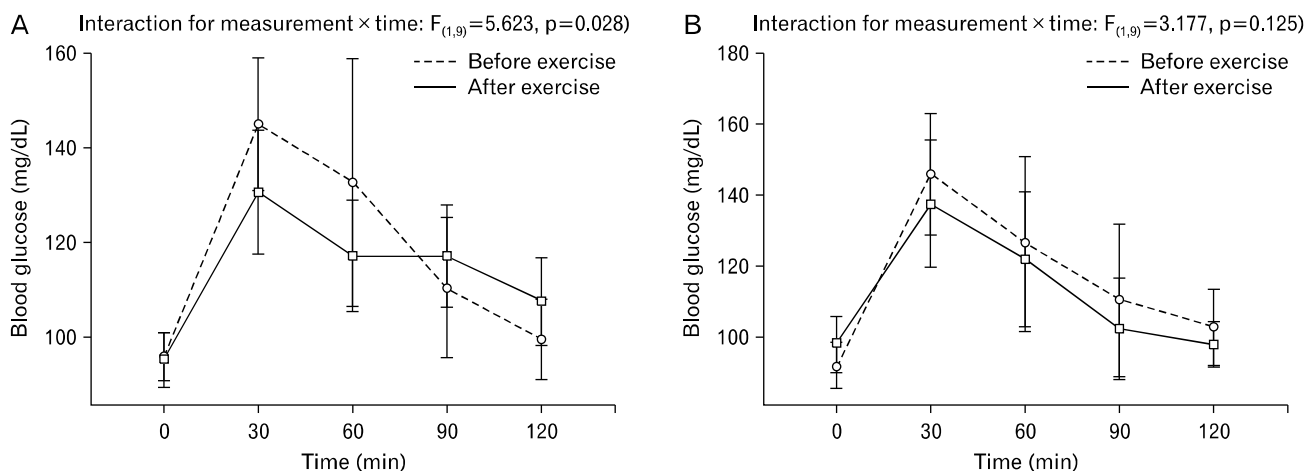 A
Interaction for measurement × time: F(1,9)=5.623, p=0.028)
160
140
120
100
Blood glucose (mg/dL)
Before exercise
After exercise
0 30 60 90 120
Time (min)
B
Interaction for measurement × time: F(1,9)=3.177, p=0.125)
180
160
140
120
100
Blood glucose (mg/dL)
Before exercise
After exercise
0 30 60 90 120
Time (min)